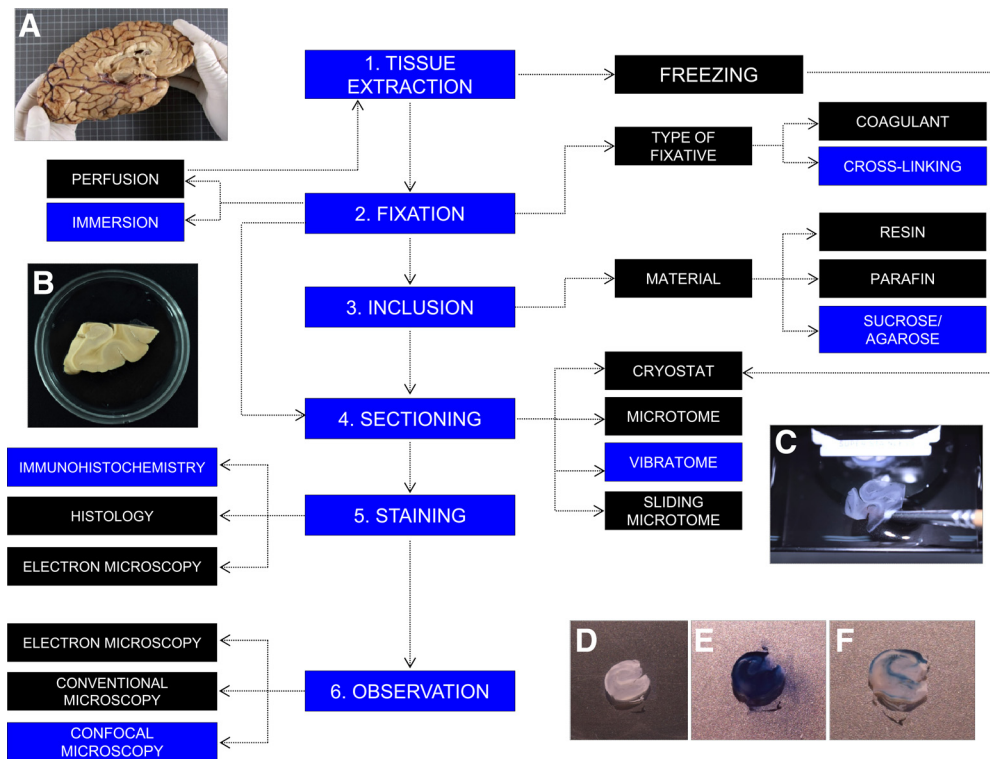 A
1. TISSUE
EXTRACTION
FREEZING
TYPE OF
FIXATIVE
COAGULANT
CROSS-LINKING
PERFUSION
IMMERSION
2. FIXATION
B
3. INCLUSION
MATERIAL
RESIN
PARAFIN
SUCROSE/
AGAROSE
4. SECTIONING
CRYOSTAT
MICROTOME
VIBRATOME
SLIDING
MICROTOME
C
IMMUNOHISTOCHEMISTRY
HISTOLOGY
ELECTRON MICROSCOPY
5. STAINING
ELECTRON MICROSCOPY
CONVENTIONAL
MICROSCOPY
CONFOCAL
MICROSCOPY
6. OBSERVATION
D
E
F